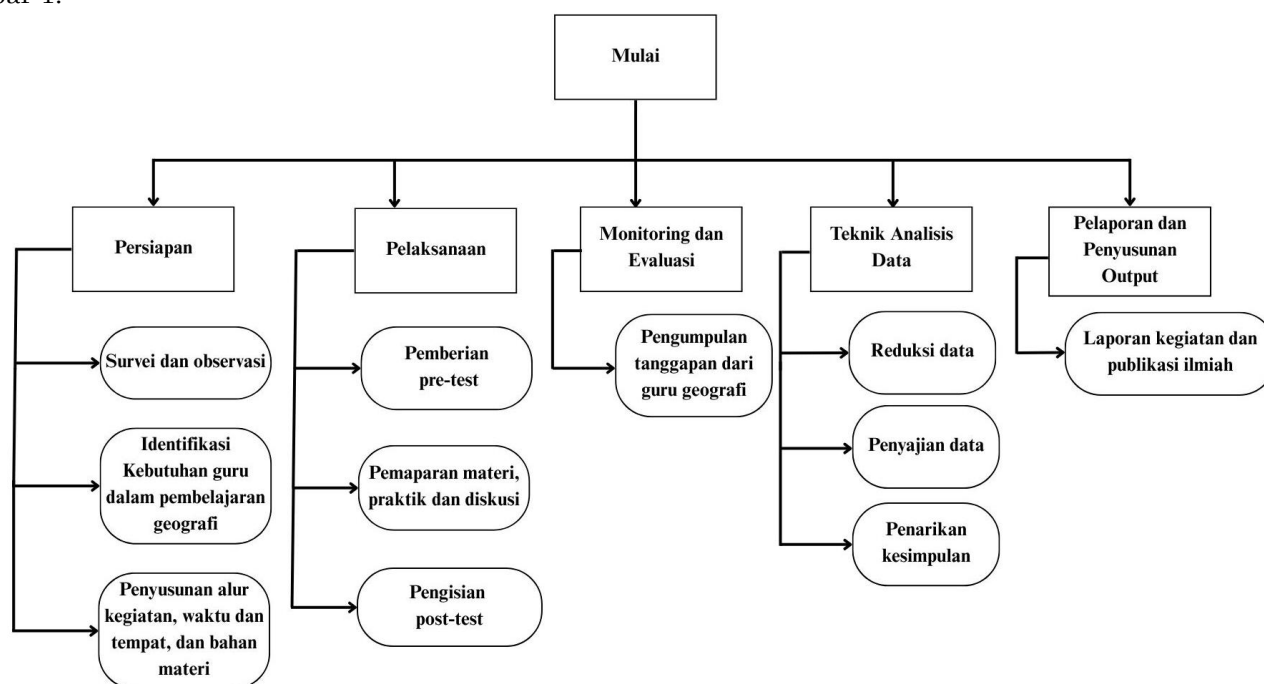 Mulai
Persiapan
Survei dan observasi
Identifikasi
Kebutuhan guru
dalam pembelajaran
geografi
Penyusunan alur
kegiatan, waktu dan
tempat, dan bahan
materi
Pelaksanaan
Pemberian
pre-test
Pemaparan materi,
praktik dan diskusi
Pengisian
post-test
Monitoring dan
Evaluasi
Pengumpulan
tanggapan dari
guru geografi
Teknik Analisis
Data
Reduksi data
Penyajian data
Penarikan
kesimpulan
Pelaporan dan
Penyusunan
Output
Laporan kegiatan dan
publikasi ilmiah